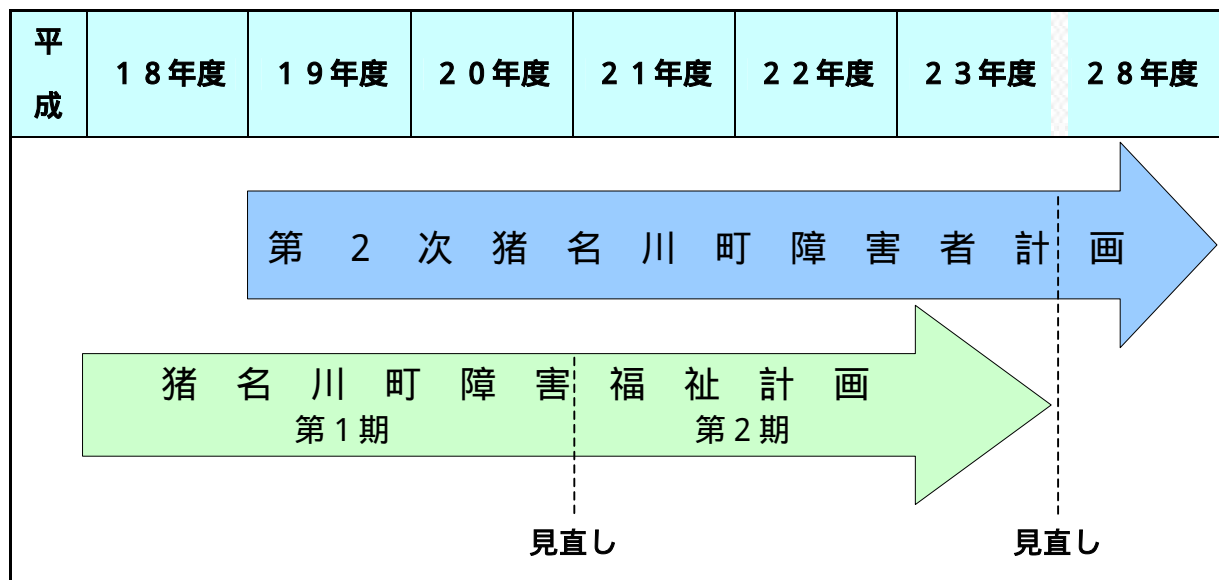 平成
１８年度
１９年度
２０年度
２１年度
２２年度
２３年度
２８年度
第２次猪名川町障害者計画
猪名川町障害福祉計画
第１期
第２期
見直し
見直し